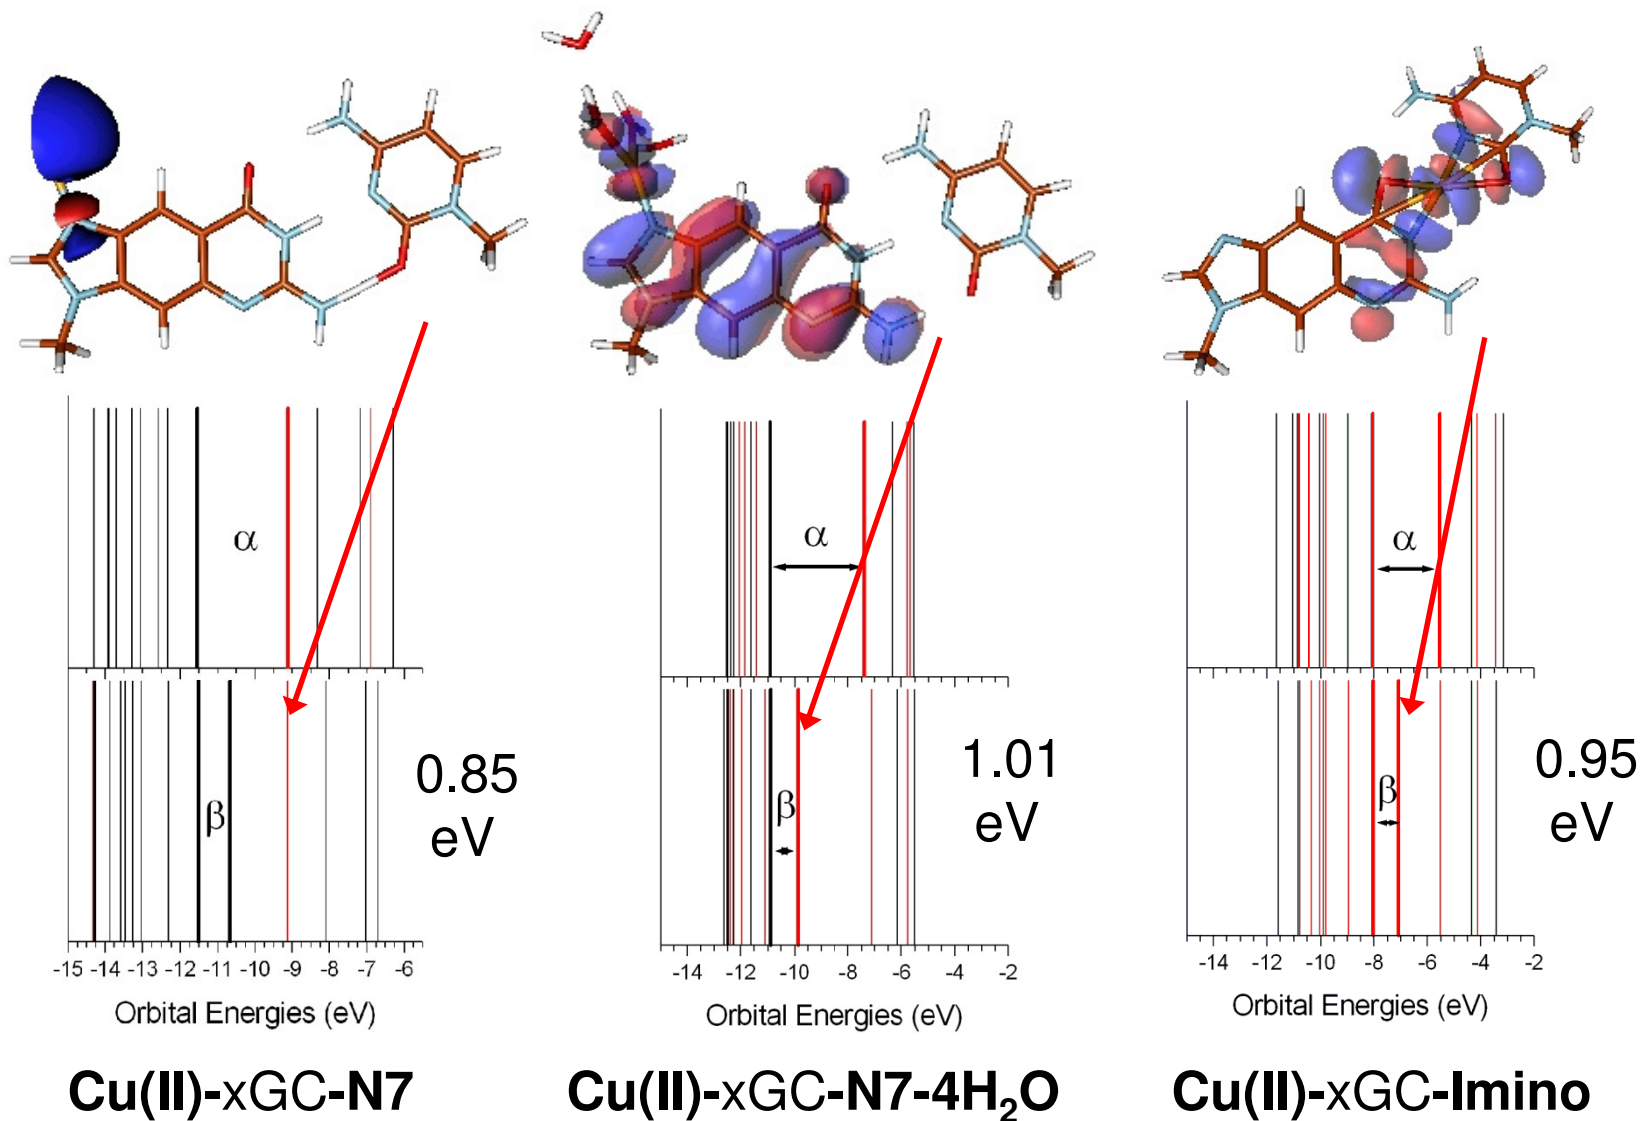 α
β
0.85
eV
-15 -14 -13 -12 -11 -10 -9 -8 -7 -6
Orbital Energies (eV)
Cu(II)-xGC-N7
α
β
1.01
eV
-14 -12 -10 -8 -6 -4 -2
Orbital Energies (eV)
Cu(II)-xGC-N7-4H₂O
α
β
0.95
eV
-14 -12 -10 -8 -6 -4 -2
Orbital Energies (eV)
Cu(II)-xGC-Imino